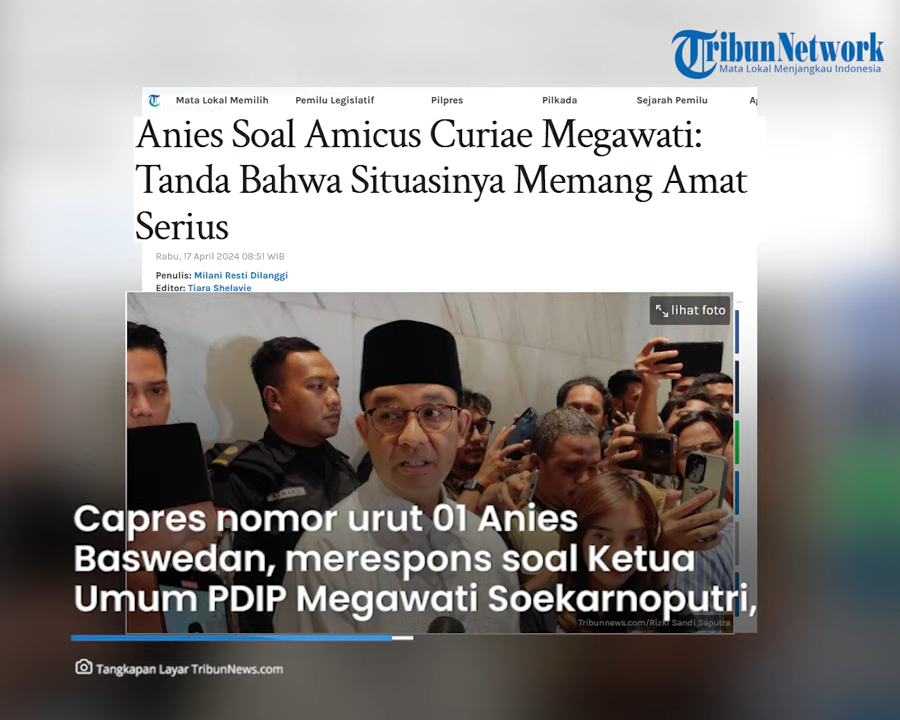 TribunNetwork
Mata Lokal Menjangkau Indonesia
Mata Lokal Memilih Pemilu Legislatif Pilpres Pilkada Sejarah Pemilu
Anies Soal Amicus Curiae Megawati:
Tanda Bahwa Situasinya Memang Amat
Serius
Rabu, 17 April 2024 08:51 WIB
Penulis: Milani Resti Dilanggi
Editor: Tiara Shelavie
lihat foto
Capres nomor urut 01 Anies
Baswedan, merespons soal Ketua
Umum PDIP Megawati Soekarnoputri,
Tribunnews.com/Rizki Sandi Saputra
Tangkapan Layar TribunNews.com